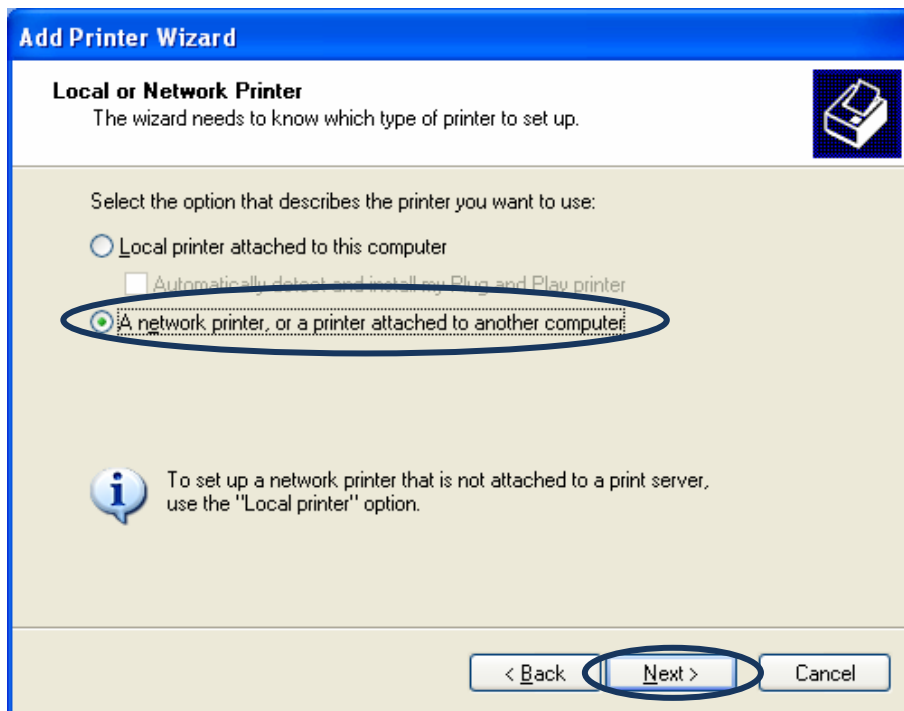 Add Printer Wizard
Local or Network Printer
The wizard needs to know which type of printer to set up.
Select the option that describes the printer you want to use:
Local printer attached to this computer
Automatically detect and install my Plug and Play printer
A network printer, or a printer attached to another computer
To set up a network printer that is not attached to a print server,
use the "Local printer" option.
< Back
Next >
Cancel